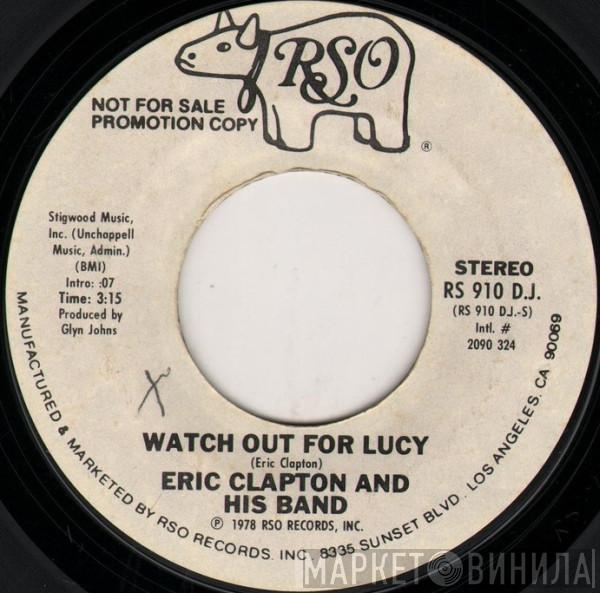 RSO
®
NOT FOR SALE
PROMOTION COPY
Stigwood Music,
Inc. (Unchappell
Music, Admin.)
(BMI)
Intro: :07
Time: 3:15
Produced by
Glyn Johns
STEREO
RS 910 D.J.
(RS 910 D.J.-S)
Intl. #
2090 324
WATCH OUT FOR LUCY
(Eric Clapton)
ERIC CLAPTON AND
HIS BAND
℗ 1978 RSO RECORDS, INC.
MANUFACTURED & MARKETED BY RSO RECORDS, INC. 8335 SUNSET BLVD. LOS ANGELES, CA 90069
МАРКЕТ ВИНИЛА